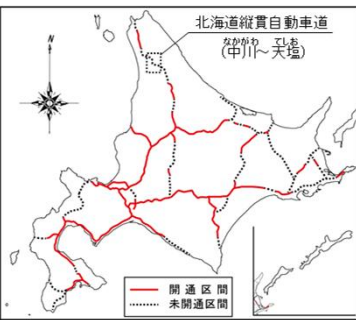 北海道縦貫自動車道
なかがわ てしお
(中川～天塩)
N
開通区間
未開通区間